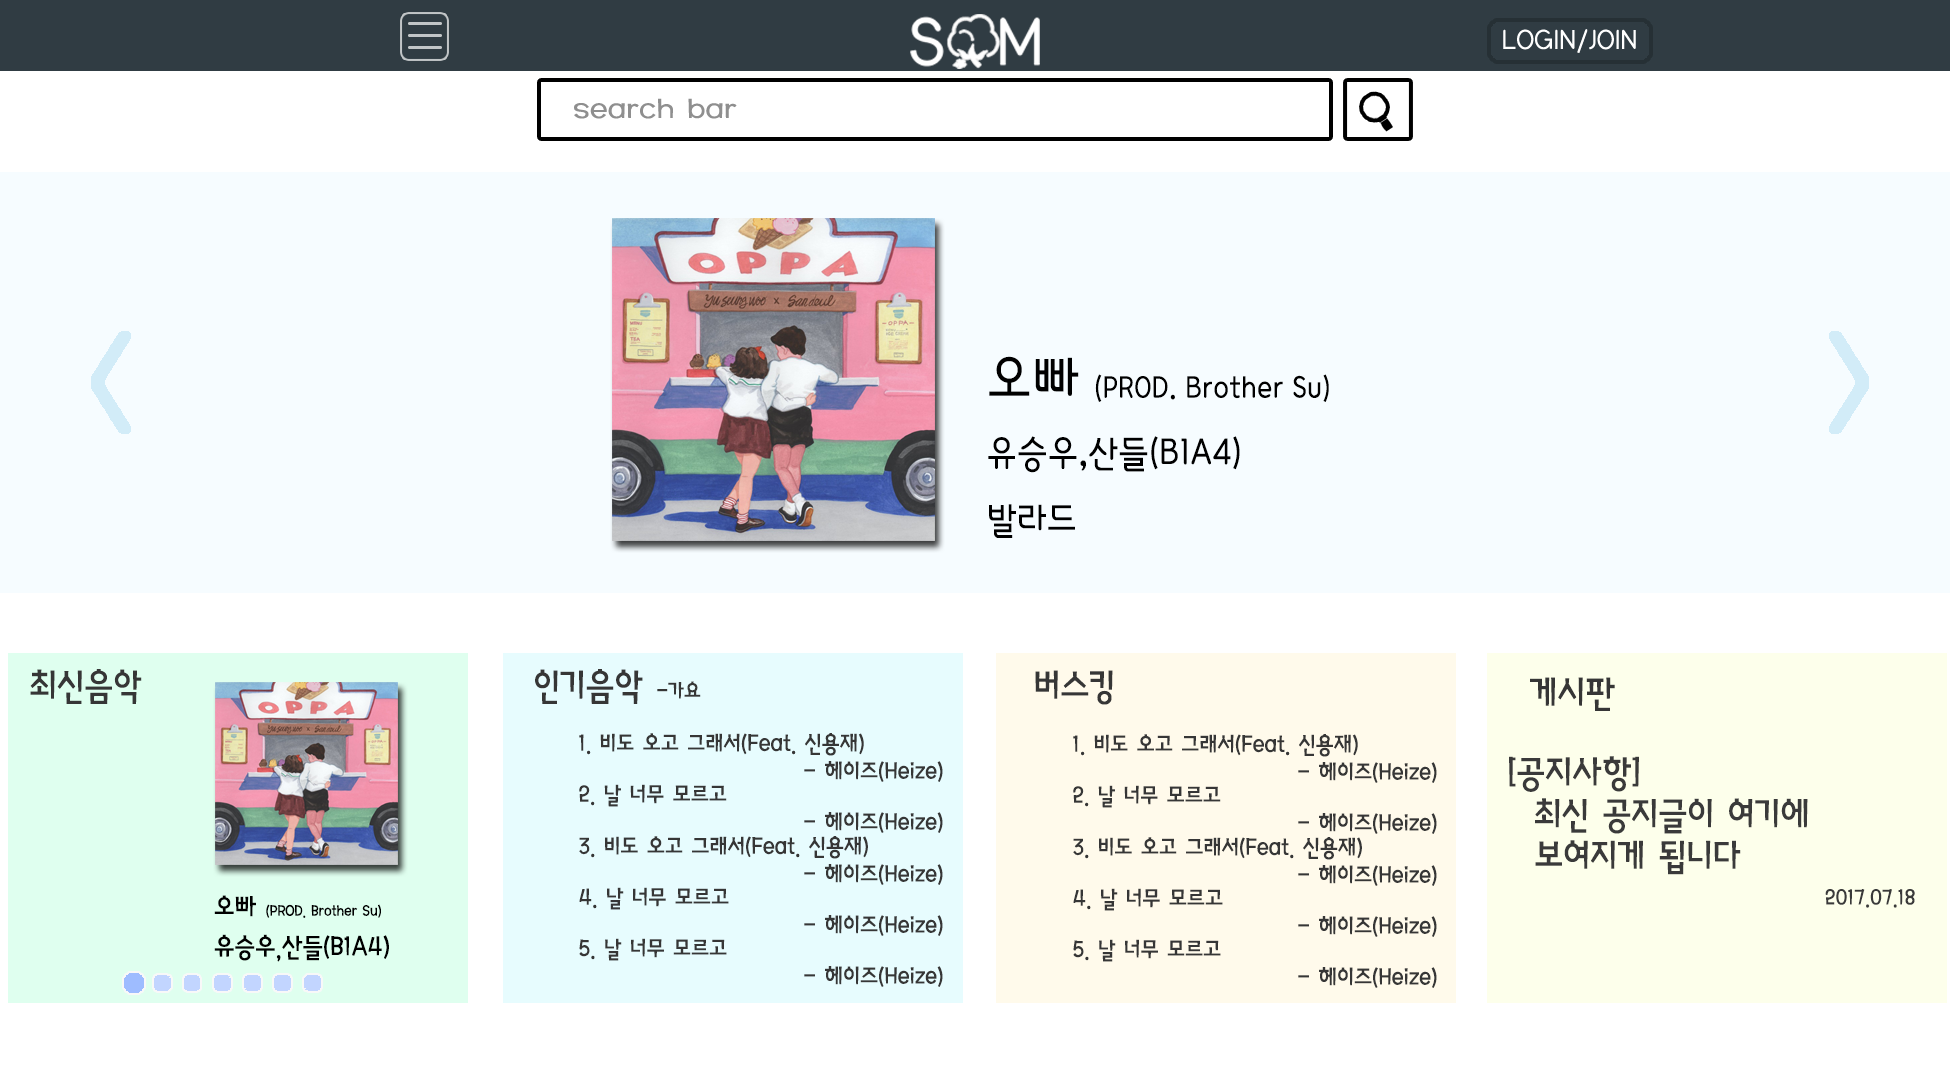 SOM
LOGIN/JOIN
search bar
OPPA
Yu seung woo x Sandeul
오빠 (PROD. Brother Su)
유승우,산들(B1A4)
발라드
최신음악
OPPA
Yu seung woo x Sandeul
오빠 (PROD. Brother Su)
유승우,산들(B1A4)
인기음악 -가요
1. 비도 오고 그래서(Feat. 신용재)
- 헤이즈(Heize)
2. 날 너무 모르고
- 헤이즈(Heize)
3. 비도 오고 그래서(Feat. 신용재)
- 헤이즈(Heize)
4. 날 너무 모르고
- 헤이즈(Heize)
5. 날 너무 모르고
- 헤이즈(Heize)
버스킹
1. 비도 오고 그래서(Feat. 신용재)
- 헤이즈(Heize)
2. 날 너무 모르고
- 헤이즈(Heize)
3. 비도 오고 그래서(Feat. 신용재)
- 헤이즈(Heize)
4. 날 너무 모르고
- 헤이즈(Heize)
5. 날 너무 모르고
- 헤이즈(Heize)
게시판
[공지사항]
최신 공지글이 여기에
보여지게 됩니다
2017.07.18